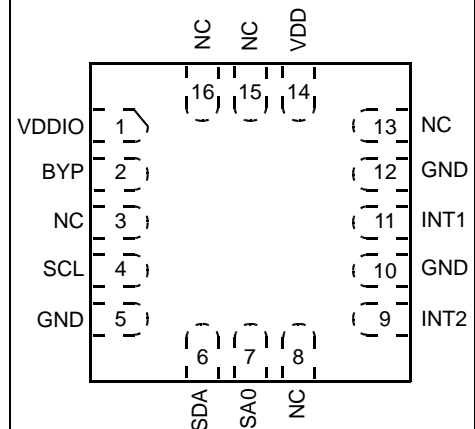 NC NC VDD
16 15 14
VDDIO 1 13 NC
BYP 2 12 GND
NC 3 11 INT1
SCL 4 10 GND
GND 5 9 INT2
6 7 8
SDA SA0 NC